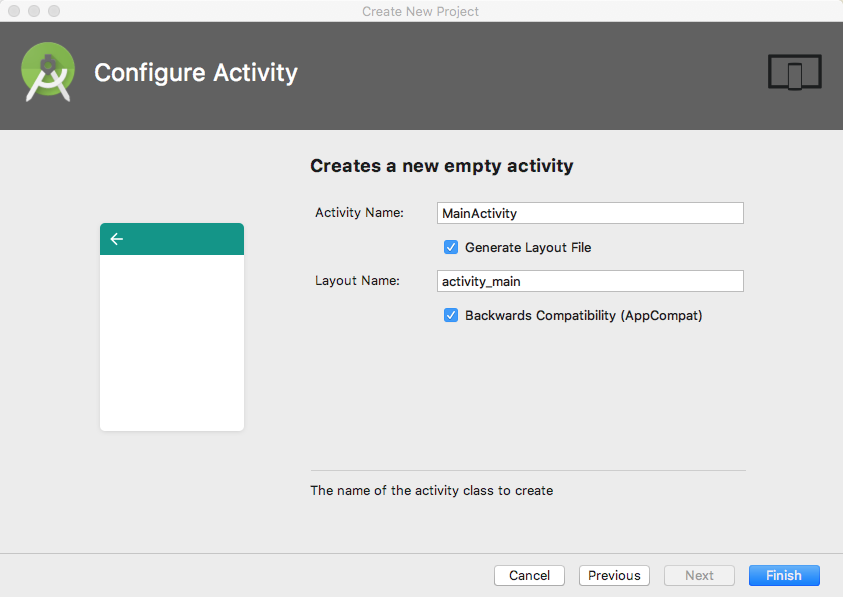 Create New Project
Configure Activity
Creates a new empty activity
Activity Name: MainActivity
Generate Layout File
Layout Name: activity_main
Backwards Compatibility (AppCompat)
The name of the activity class to create
Cancel Previous Next Finish